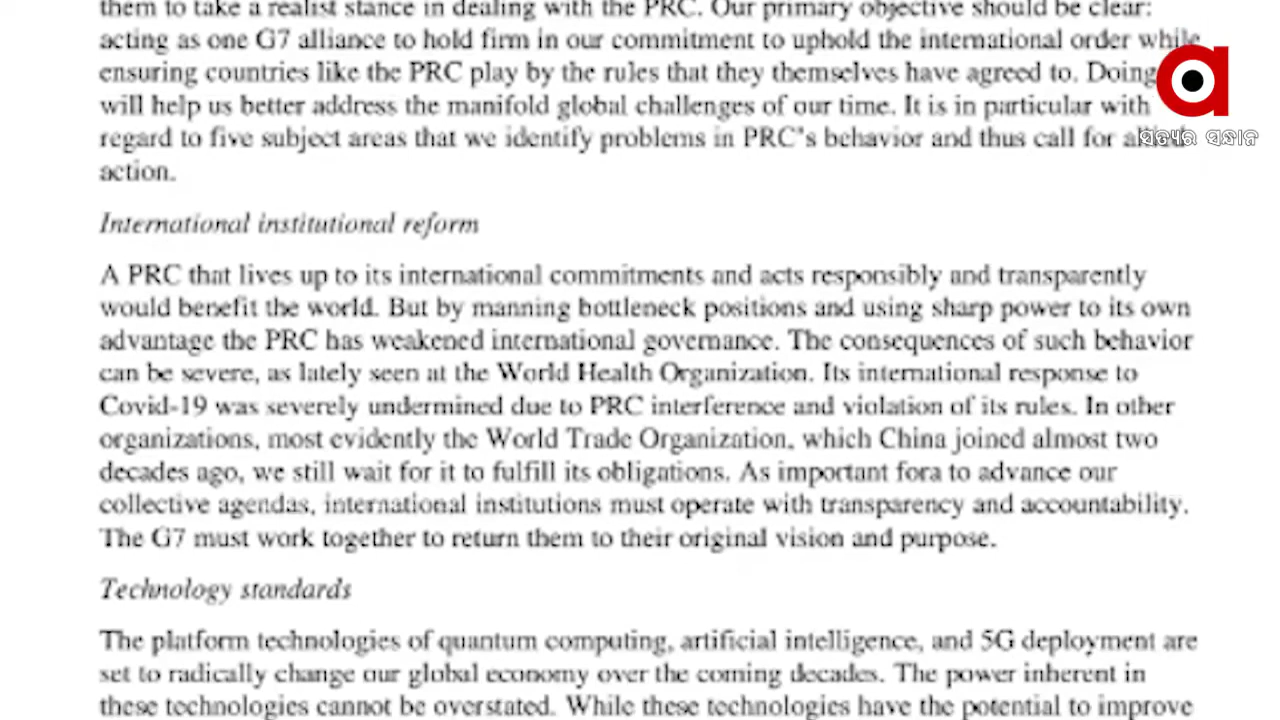 them to take a realist stance in dealing with the PRC. Our primary objective should be clear:
acting as one G7 alliance to hold firm in our commitment to uphold the international order while
ensuring countries like the PRC play by the rules that they themselves have agreed to. Doing
will help us better address the manifold global challenges of our time. It is in particular with
regard to five subject areas that we identify problems in PRC's behavior and thus call for allied
action.
International institutional reform
A PRC that lives up to its international commitments and acts responsibly and transparently
would benefit the world. But by manning bottleneck positions and using sharp power to its own
advantage the PRC has weakened international governance. The consequences of such behavior
can be severe, as lately seen at the World Health Organization. Its international response to
Covid-19 was severely undermined due to PRC interference and violation of its rules. In other
organizations, most evidently the World Trade Organization, which China joined almost two
decades ago, we still wait for it to fulfill its obligations. As important fora to advance our
collective agendas, international institutions must operate with transparency and accountability.
The G7 must work together to return them to their original vision and purpose.
Technology standards
The platform technologies of quantum computing, artificial intelligence, and 5G deployment are
set to radically change our global economy over the coming decades. The power inherent in
these technologies cannot be overstated. While these technologies have the potential to improve